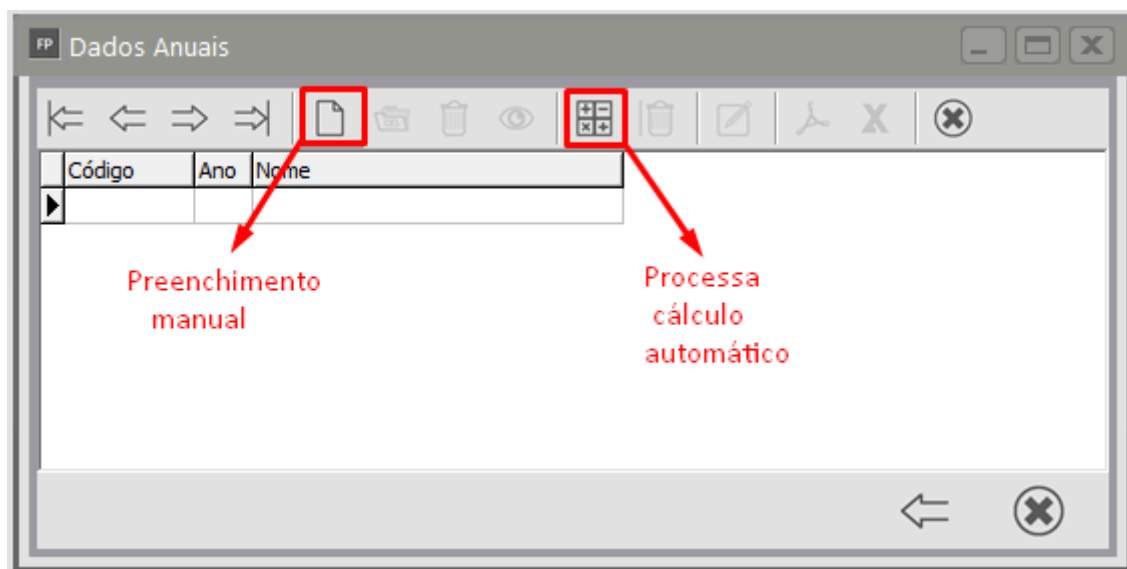 FP Dados Anuais
Código Ano Nome
Preenchimento
manual
Processa
cálculo
automático